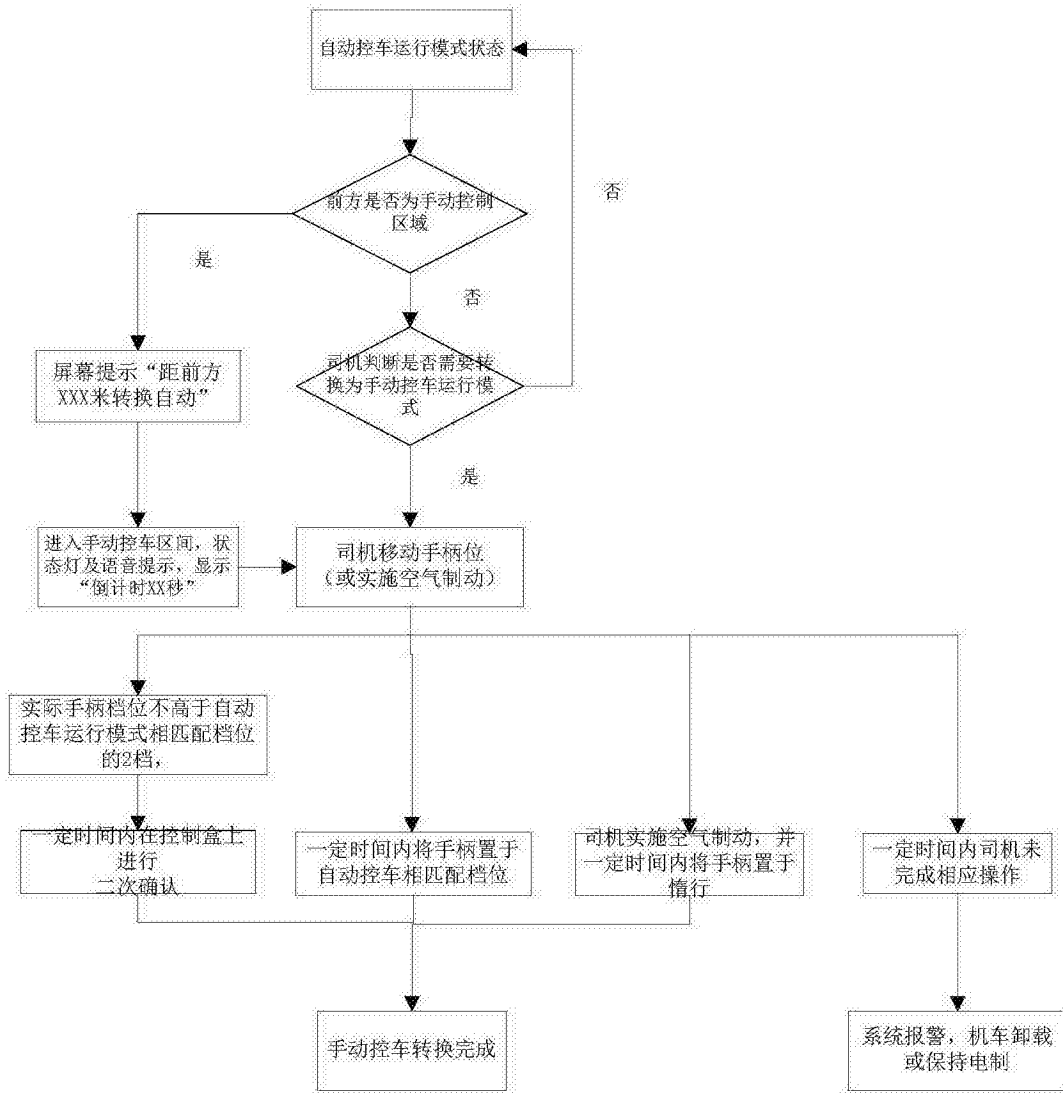 自动控车运行模式状态
前方是否为手动控制
区域
否
是
否
司机判断是否需要转
换为手动控车运行模
式
屏幕提示“距前方
XXX米转换自动”
是
进入手动控车区间，状
态灯及语音提示，显示
“倒计时XX秒”
司机移动手柄位
（或实施空气制动）
实际手柄档位不高于自动
控车运行模式相匹配档位
的2档，
一定时间内在控制盒上
进行
二次确认
一定时间内将手柄置于
自动控车相匹配档位
司机实施空气制动，并
一定时间内将手柄置于
惰行
一定时间内司机未
完成相应操作
手动控车转换完成
系统报警，机车卸载
或保持电制